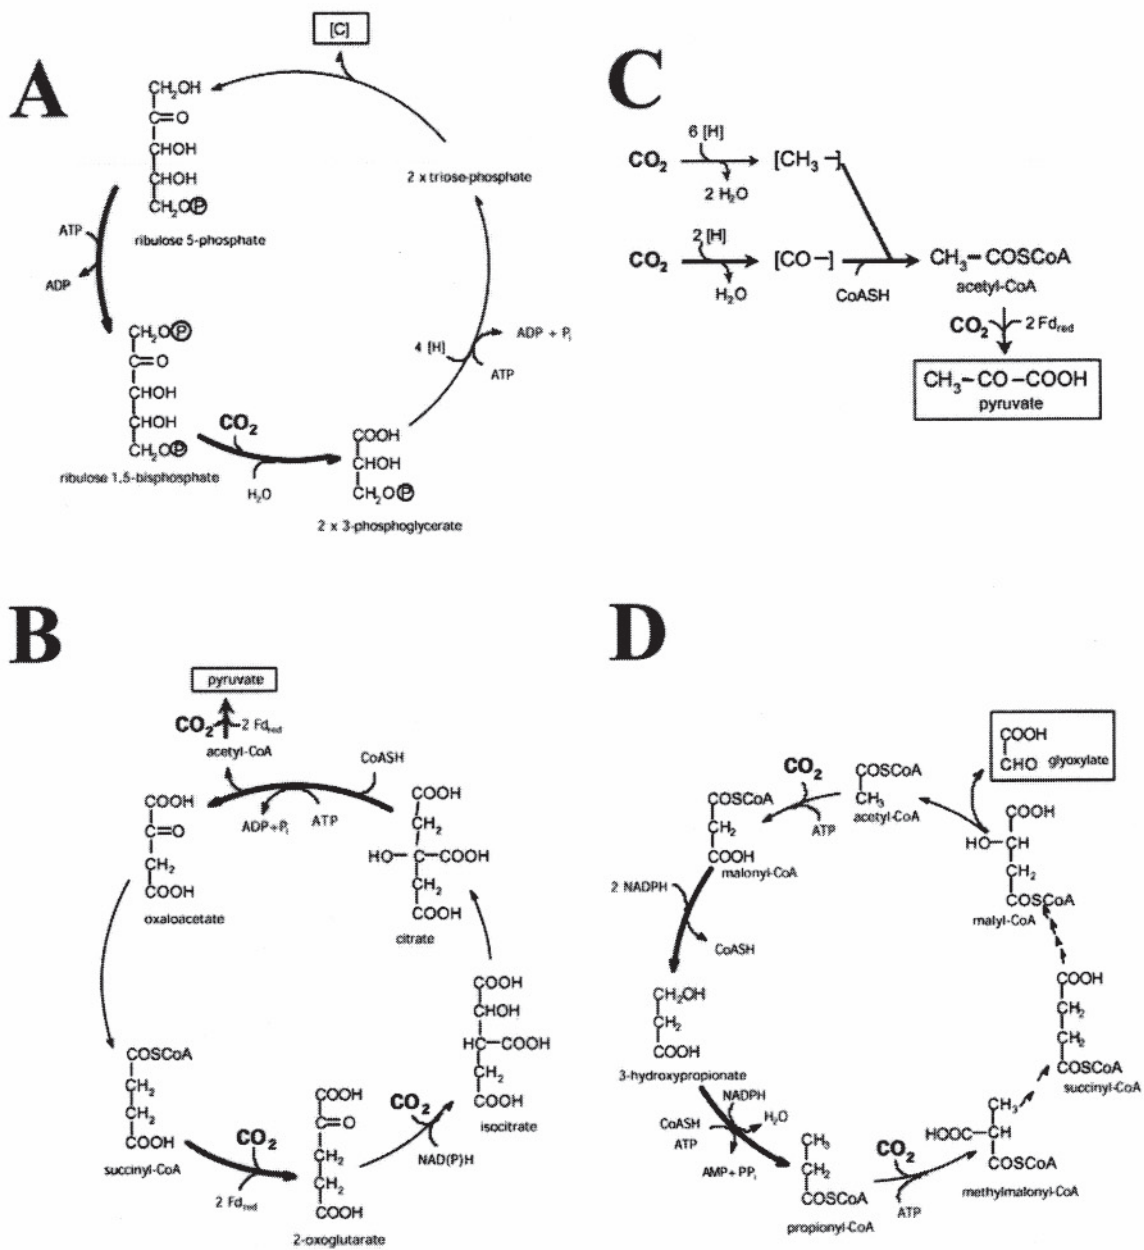 A
[C]
CH₂OH
C=O
CHOH
CHOH
CH₂OⓅ
ribulose 5-phosphate
2 x triose-phosphate
ATP
ADP
CH₂OⓅ
C=O
CHOH
CHOH
CH₂OⓅ
ribulose 1,5-bisphosphate
CO₂
H₂O
4 [H]
ADP + Pᵢ
ATP
COOH
CHOH
CH₂OⓅ
2 x 3-phosphoglycerate
C
CO₂
6 [H]
2 H₂O
[CH₃ –]
CO₂
2 [H]
H₂O
[CO –]
CoASH
CH₃– COSCoA
acetyl-CoA
CO₂
2 Fdred
CH₃–CO –COOH
pyruvate
B
pyruvate
CO₂
2 Fdred
acetyl-CoA
CoASH
ADP+Pᵢ
ATP
COOH
C=O
CH₂
COOH
oxaloacetate
COOH
CH₂
HO–C–COOH
CH₂
COOH
citrate
COOH
CHOH
HC–COOH
CH₂
COOH
isocitrate
COSCoA
CH₂
CH₂
COOH
succinyl-CoA
CO₂
2 Fdred
COOH
C=O
CH₂
CH₂
COOH
2-oxoglutarate
CO₂
NAD(P)H
D
COOH
CHO
glyoxylate
COSCoA
CH₃
acetyl-CoA
CO₂
ATP
COSCoA
CH₂
COOH
malonyl-CoA
COOH
HO–CH
CH₂
COSCoA
malyl-CoA
2 NADPH
CoASH
CH₂OH
CH₂
COOH
3-hydroxypropionate
COOH
CH₂
CH₂
COSCoA
succinyl-CoA
NADPH
CoASH
ATP
H₂O
AMP+ PPᵢ
CH₃
CH₂
COSCoA
propionyl-CoA
CO₂
ATP
CH₃
HOOC–CH
COSCoA
methylmalonyl-CoA